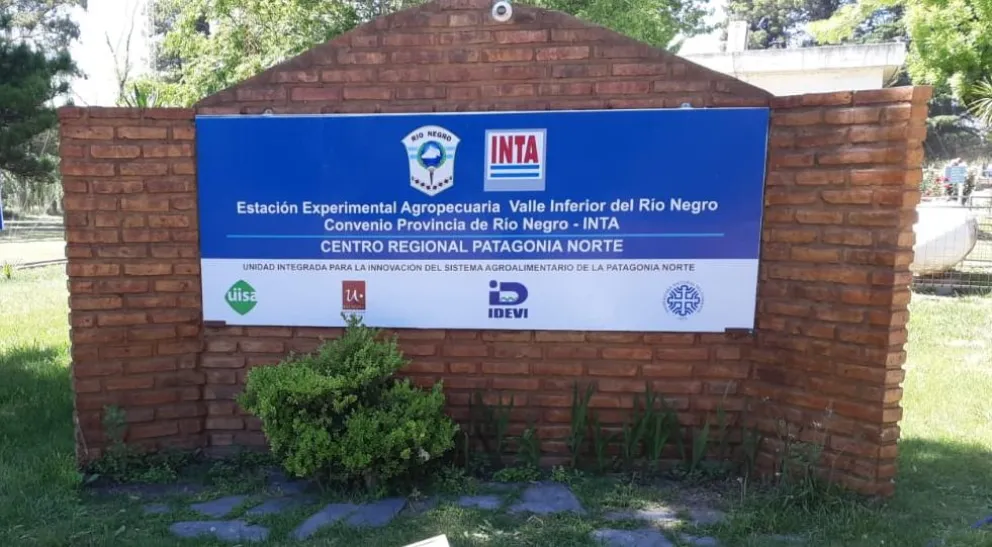 RIO NEGRO
INTA
Estación Experimental Agropecuaria Valle Inferior del Río Negro
Convenio Provincia de Río Negro - INTA
CENTRO REGIONAL PATAGONIA NORTE
UNIDAD INTEGRADA PARA LA INNOVACIÓN DEL SISTEMA AGROALIMENTARIO DE LA PATAGONIA NORTE
üisa
u.
IDEVI